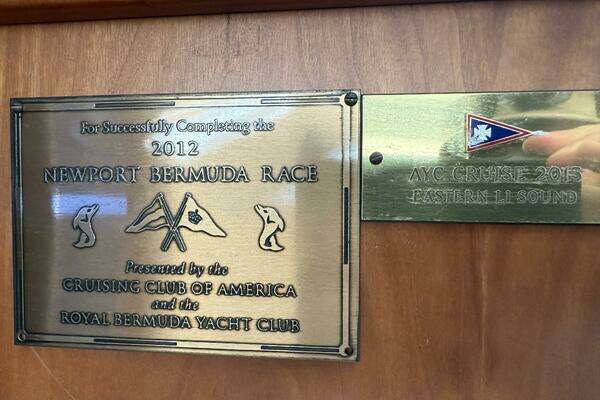 For Successfully Completing the
2012
NEWPORT BERMUDA RACE
Presented by the
CRUISING CLUB OF AMERICA
and the
ROYAL BERMUDA YACHT CLUB
AYC CRUISE 2015
EASTERN LI SOUND